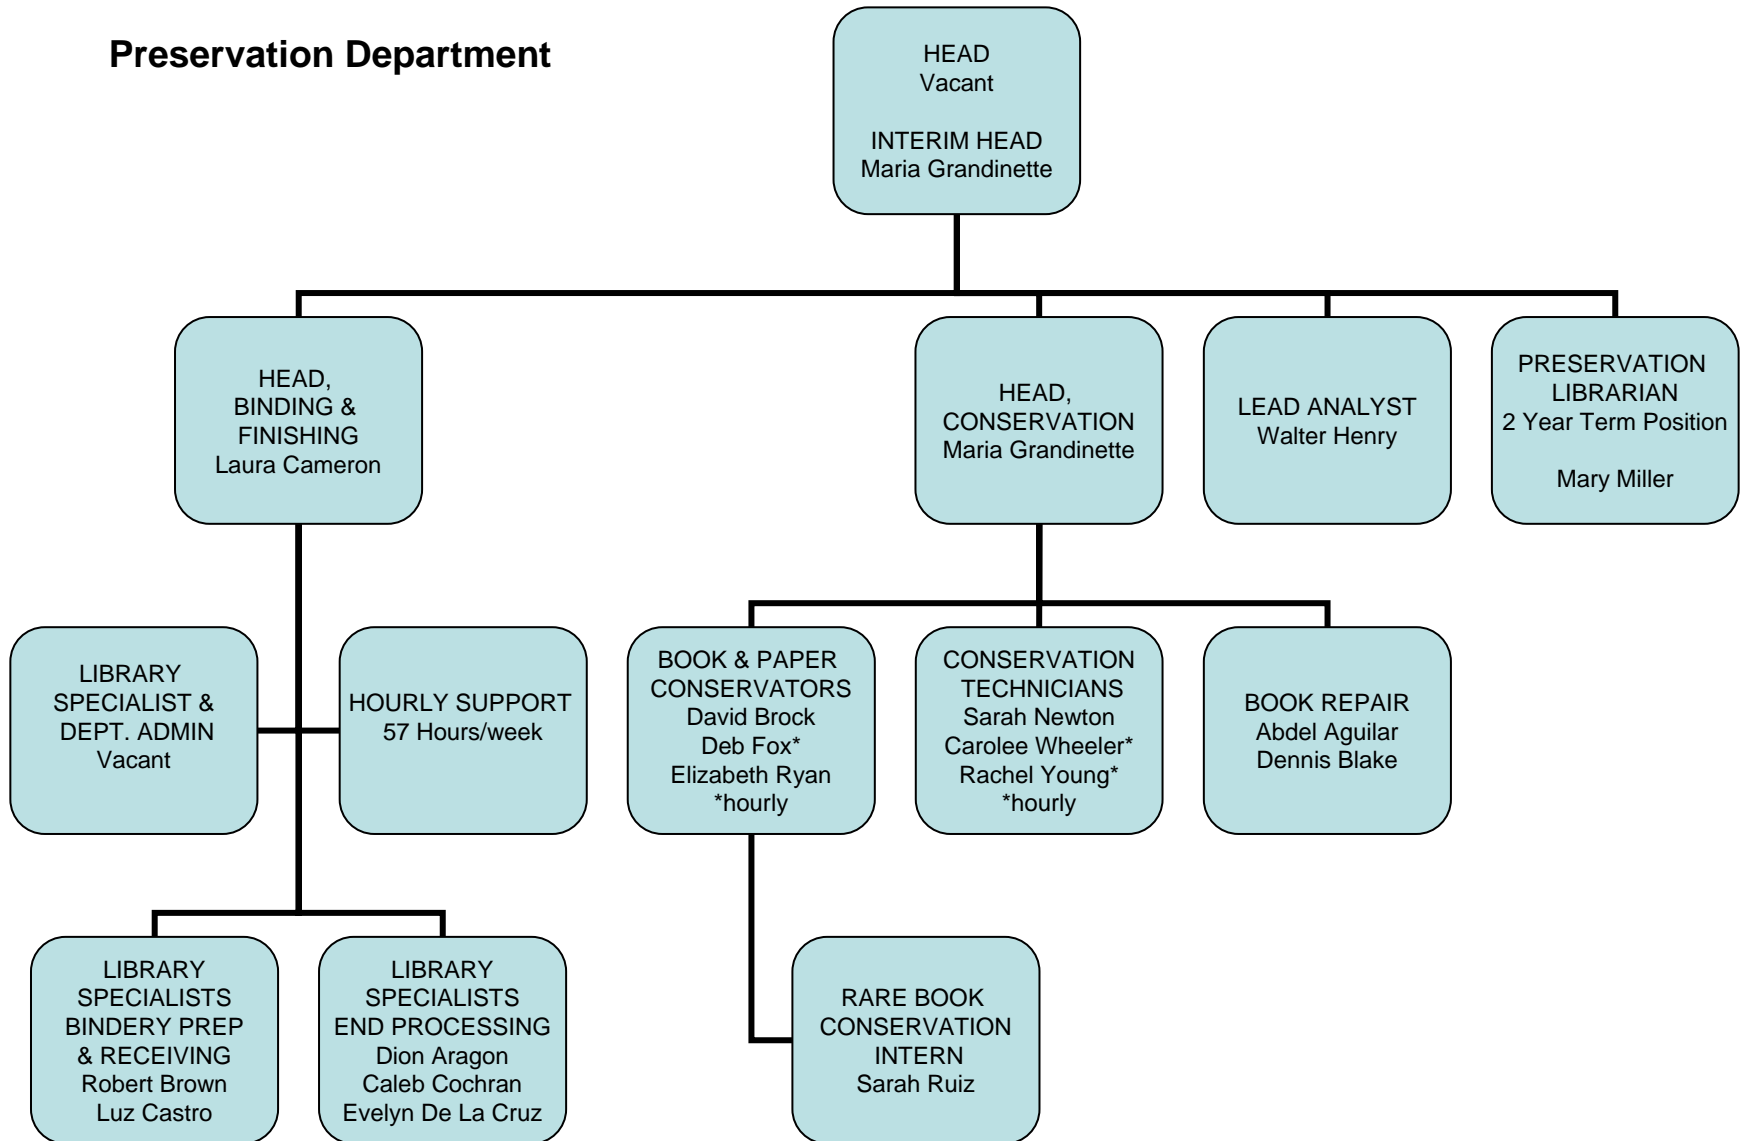 Preservation Department
HEAD
Vacant
INTERIM HEAD
Maria Grandinette
HEAD,
BINDING &
FINISHING
Laura Cameron
HEAD,
CONSERVATION
Maria Grandinette
LEAD ANALYST
Walter Henry
PRESERVATION
LIBRARIAN
2 Year Term Position
Mary Miller
LIBRARY
SPECIALIST &
DEPT. ADMIN
Vacant
HOURLY SUPPORT
57 Hours/week
BOOK & PAPER
CONSERVATORS
David Brock
Deb Fox*
Elizabeth Ryan
*hourly
CONSERVATION
TECHNICIANS
Sarah Newton
Carolee Wheeler*
Rachel Young*
*hourly
BOOK REPAIR
Abdel Aguilar
Dennis Blake
LIBRARY
SPECIALISTS
BINDERY PREP
& RECEIVING
Robert Brown
Luz Castro
LIBRARY
SPECIALISTS
END PROCESSING
Dion Aragon
Caleb Cochran
Evelyn De La Cruz
RARE BOOK
CONSERVATION
INTERN
Sarah Ruiz